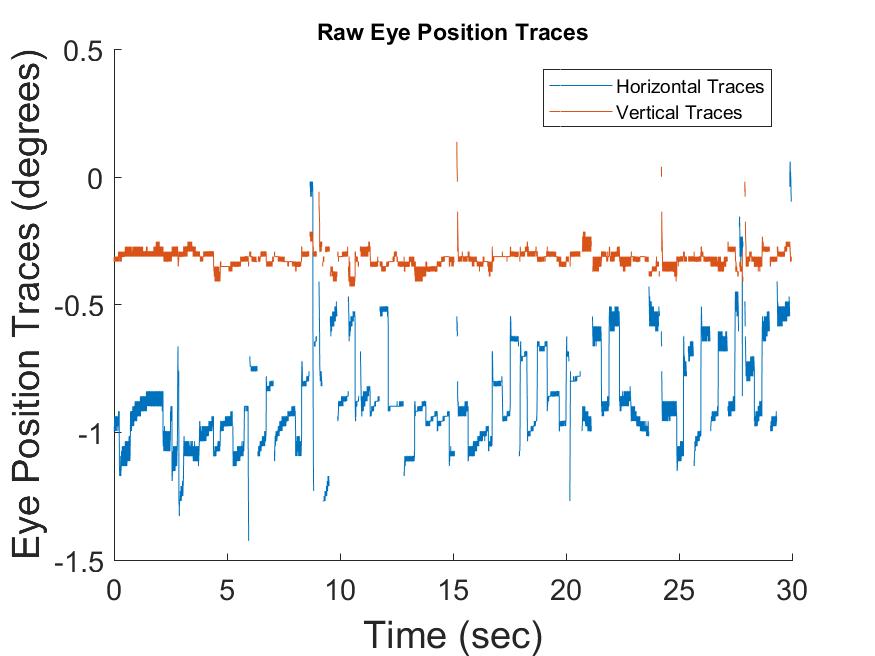 Raw Eye Position Traces
Horizontal Traces
Vertical Traces
Eye Position Traces (degrees)
0.5
0
-0.5
-1
-1.5
0 5 10 15 20 25 30
Time (sec)